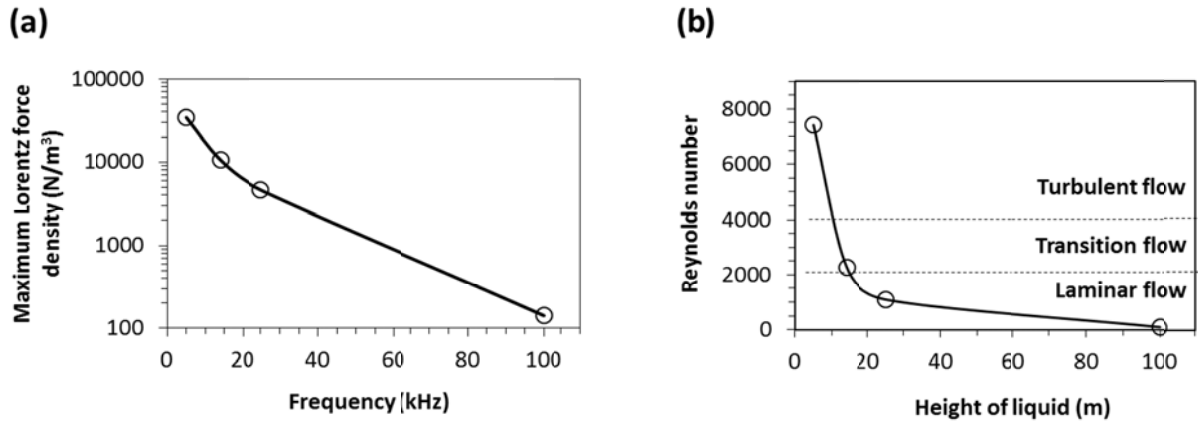 (a)
Maximum Lorentz force
density (N/m³)
100000
10000
1000
100
0 20 40 60 80 100
Frequency (kHz)
(b)
Reynolds number
8000
6000
4000
2000
0
Turbulent flow
Transition flow
Laminar flow
0 20 40 60 80 100
Height of liquid (m)